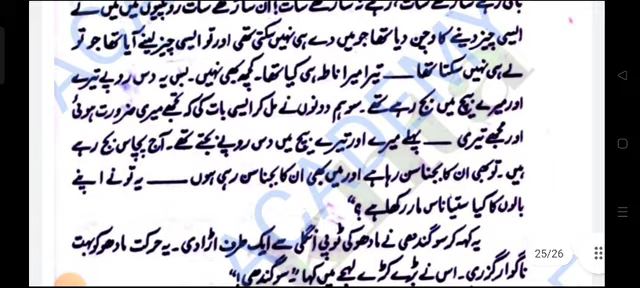 ایسی چیز دینے کا وچن دیا تھا جو میں دے ہی نہیں سکتی تھی اور تو ایسی چیز لینے آیا تھا جو تو
لے ہی نہیں سکتا تھا ___ تیرا میرا ناطہ ہی کیا تھا۔ کچھ بھی نہیں۔ بس یہ دس روپے تیرے
اور میرے بیچ میں بج رہے تھے۔ سو ہم دونوں نے مل کر ایسی بات کی کہ تجھے میری ضرورت ہوئی
اور مجھے تیری ___ پہلے میرے اور تیرے بیچ میں دس روپے بجتے تھے۔ آج پچاس بج رہے
ہیں۔ تو بھی ان کا بجنا سن رہا ہے اور میں بھی ان کا بجنا سن رہی ہوں ___ یہ تو نے اپنے
بالوں کا کیا ستیاناس مار رکھا ہے ؟"
یہ کہہ کر سوگندھی نے مادھو کی ٹوپی انگلی سے ایک طرف اڑا دی۔ یہ حرکت مادھو کو بہت
ناگوار گزری۔ اس نے بڑے کڑے لہجے میں کہا "سوگندھی!"
25/26
ACADEMY